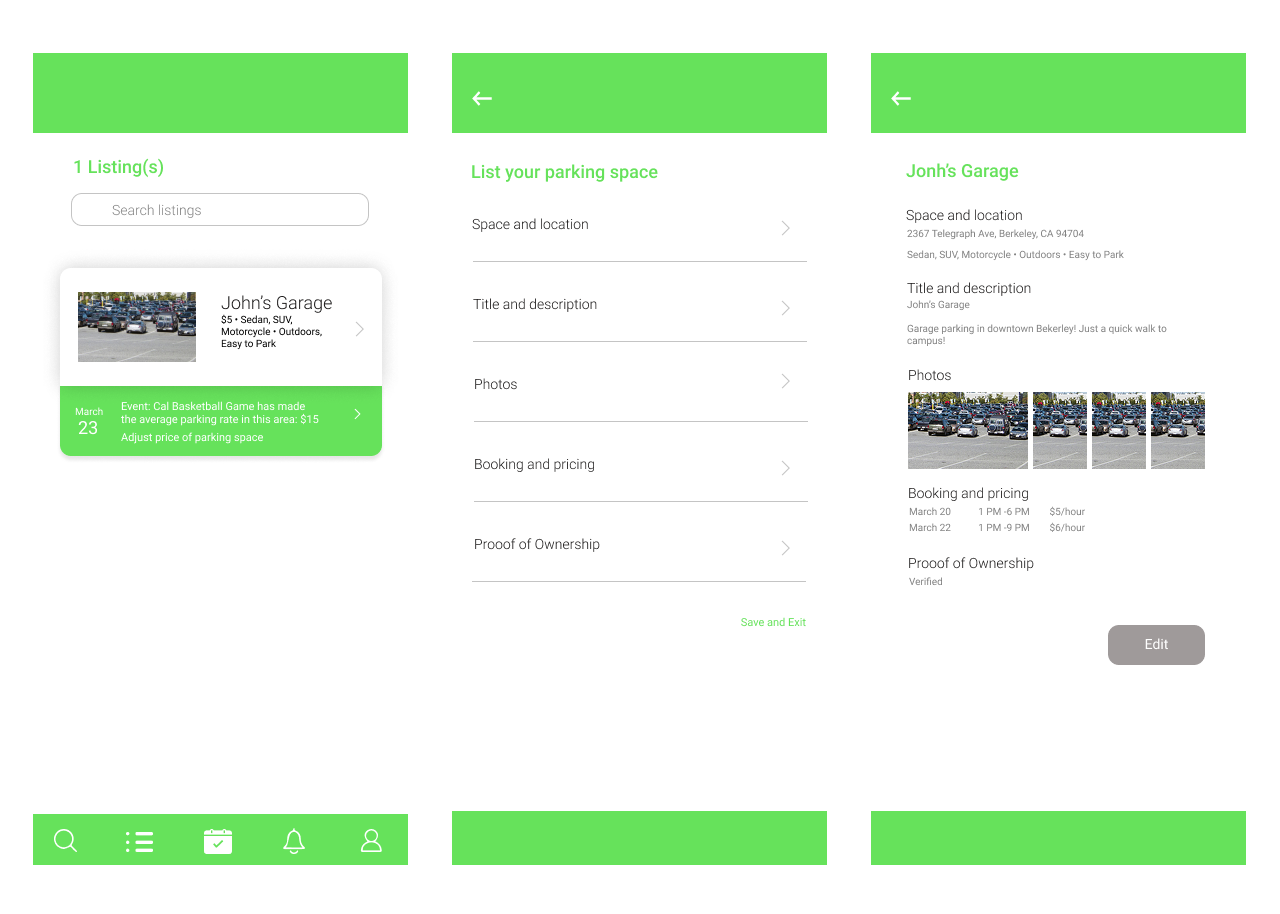 1 Listing(s)
Search listings
John's Garage
$5 • Sedan, SUV,
Motorcycle • Outdoors,
Easy to Park
March
23
Event: Cal Basketball Game has made
the average parking rate in this area: $15
Adjust price of parking space
List your parking space
Space and location
Title and description
Photos
Booking and pricing
Prooof of Ownership
Save and Exit
Jonh's Garage
Space and location
2367 Telegraph Ave, Berkeley, CA 94704
Sedan, SUV, Motorcycle • Outdoors • Easy to Park
Title and description
John's Garage
Garage parking in downtown Bekerley! Just a quick walk to
campus!
Photos
Booking and pricing
March 20 1 PM -6 PM $5/hour
March 22 1 PM -9 PM $6/hour
Prooof of Ownership
Verified
Edit